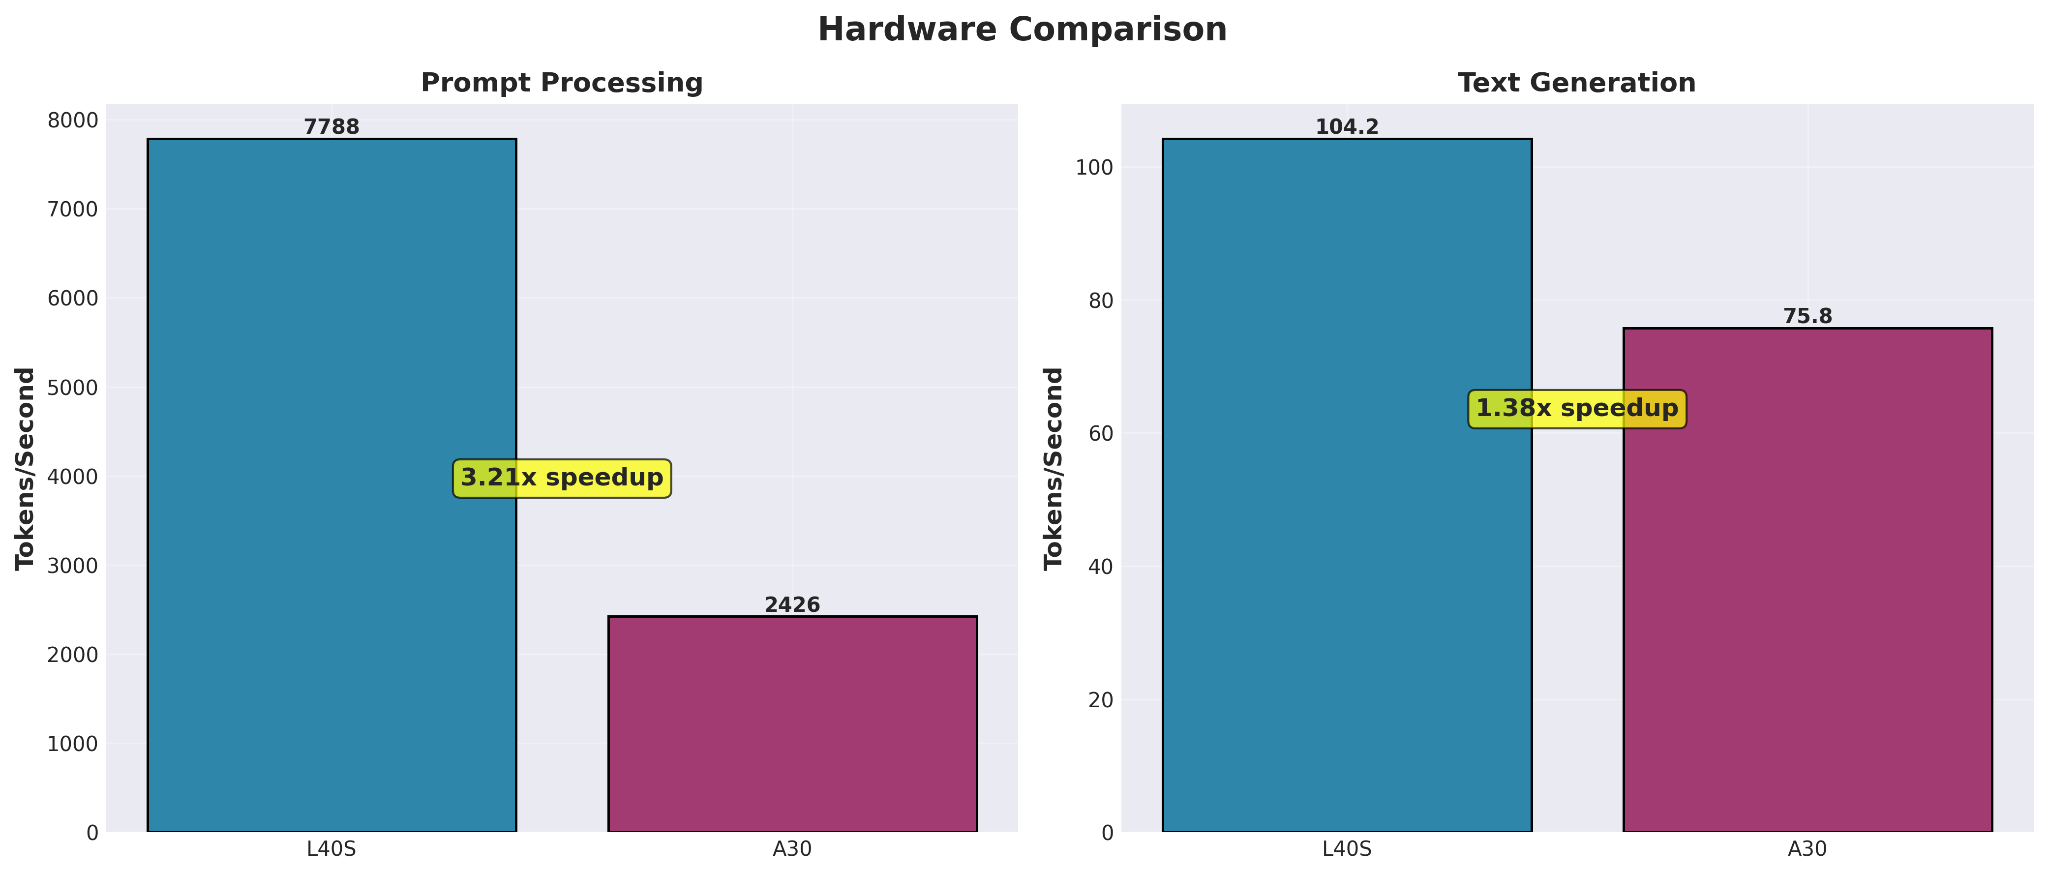 Hardware Comparison
Prompt Processing
Tokens/Second
8000
7000
6000
5000
4000
3000
2000
1000
0
7788
3.21x speedup
2426
L40S
A30
Text Generation
Tokens/Second
100
80
60
40
20
0
104.2
75.8
1.38x speedup
L40S
A30